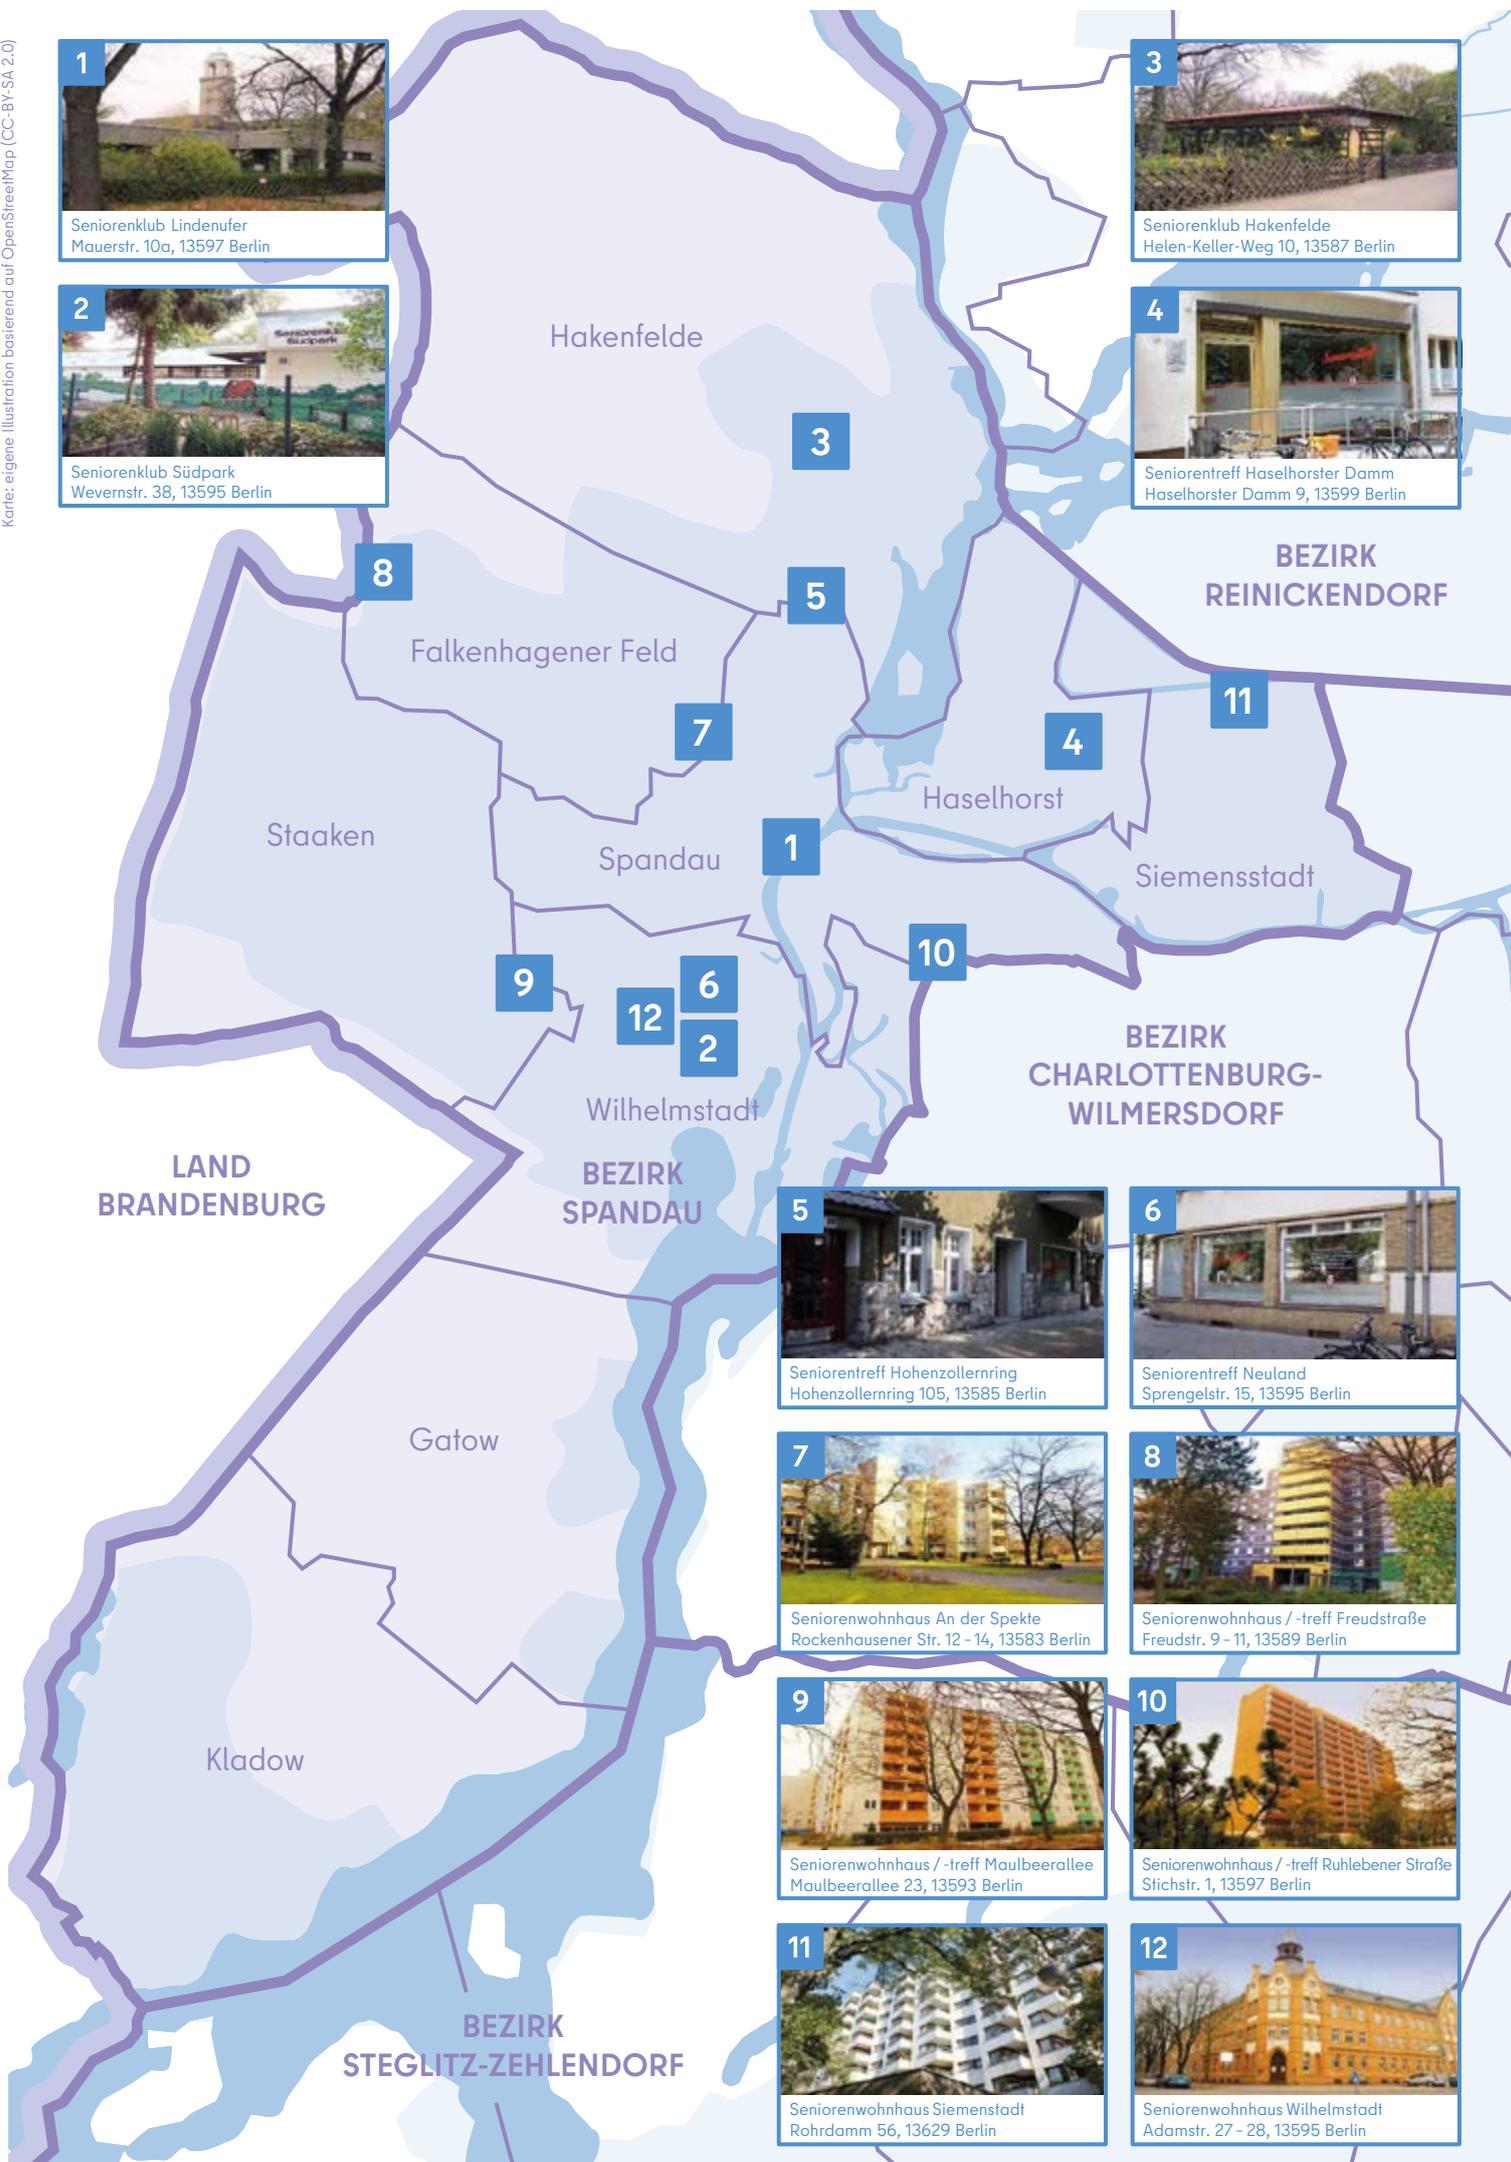 Karte: eigene Illustration basierend auf OpenStreetMap (CC-BY-SA 2.0)
1
Seniorenklub Lindenufer
Mauerstr. 10a, 13597 Berlin
2
Seniorenklub Südpark
Wevernstr. 38, 13595 Berlin
3
Seniorenklub Hakenfelde
Helen-Keller-Weg 10, 13587 Berlin
4
Seniorentreff Haselhorster Damm
Haselhorster Damm 9, 13599 Berlin
Hakenfelde
3
BEZIRK
REINICKENDORF
8
5
Falkenhagener Feld
7
11
4
Haselhorst
Staaken
1
Spandau
Siemensstadt
10
9
6
12
2
BEZIRK
CHARLOTTENBURG-
WILMERSDORF
Wilhelmstadt
LAND
BRANDENBURG
BEZIRK
SPANDAU
5
Seniorentreff Hohenzollernring
Hohenzollernring 105, 13585 Berlin
6
Seniorentreff Neuland
Sprengelstr. 15, 13595 Berlin
Gatow
7
Seniorenwohnhaus An der Spekte
Rockenhausener Str. 12 – 14, 13583 Berlin
8
Seniorenwohnhaus / -treff Freudstraße
Freudstr. 9 – 11, 13589 Berlin
Kladow
9
Seniorenwohnhaus / -treff Maulbeerallee
Maulbeerallee 23, 13593 Berlin
10
Seniorenwohnhaus / -treff Ruhlebener Straße
Stichstr. 1, 13597 Berlin
11
Seniorenwohnhaus Siemenstadt
Rohrdamm 56, 13629 Berlin
12
Seniorenwohnhaus Wilhelmstadt
Adamstr. 27 – 28, 13595 Berlin
BEZIRK
STEGLITZ-ZEHLENDORF